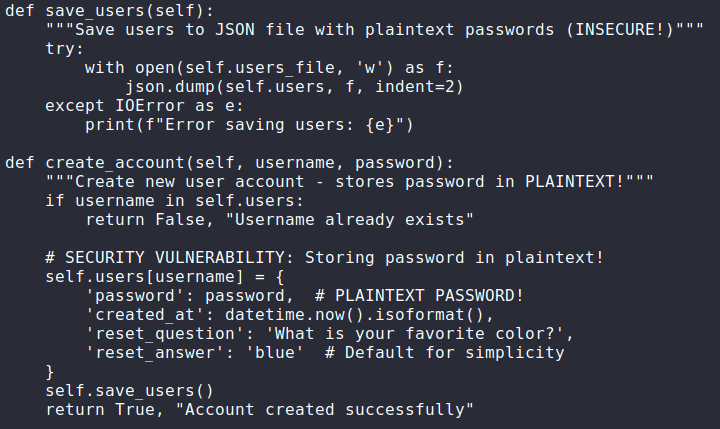 def save_users(self):
    """Save users to JSON file with plaintext passwords (INSECURE!)"""
    try:
        with open(self.users_file, 'w') as f:
            json.dump(self.users, f, indent=2)
    except IOError as e:
        print(f"Error saving users: {e}")

def create_account(self, username, password):
    """Create new user account - stores password in PLAINTEXT!"""
    if username in self.users:
        return False, "Username already exists"

    # SECURITY VULNERABILITY: Storing password in plaintext!
    self.users[username] = {
        'password': password,  # PLAINTEXT PASSWORD!
        'created_at': datetime.now().isoformat(),
        'reset_question': 'What is your favorite color?',
        'reset_answer': 'blue'  # Default for simplicity
    }
    self.save_users()
    return True, "Account created successfully"